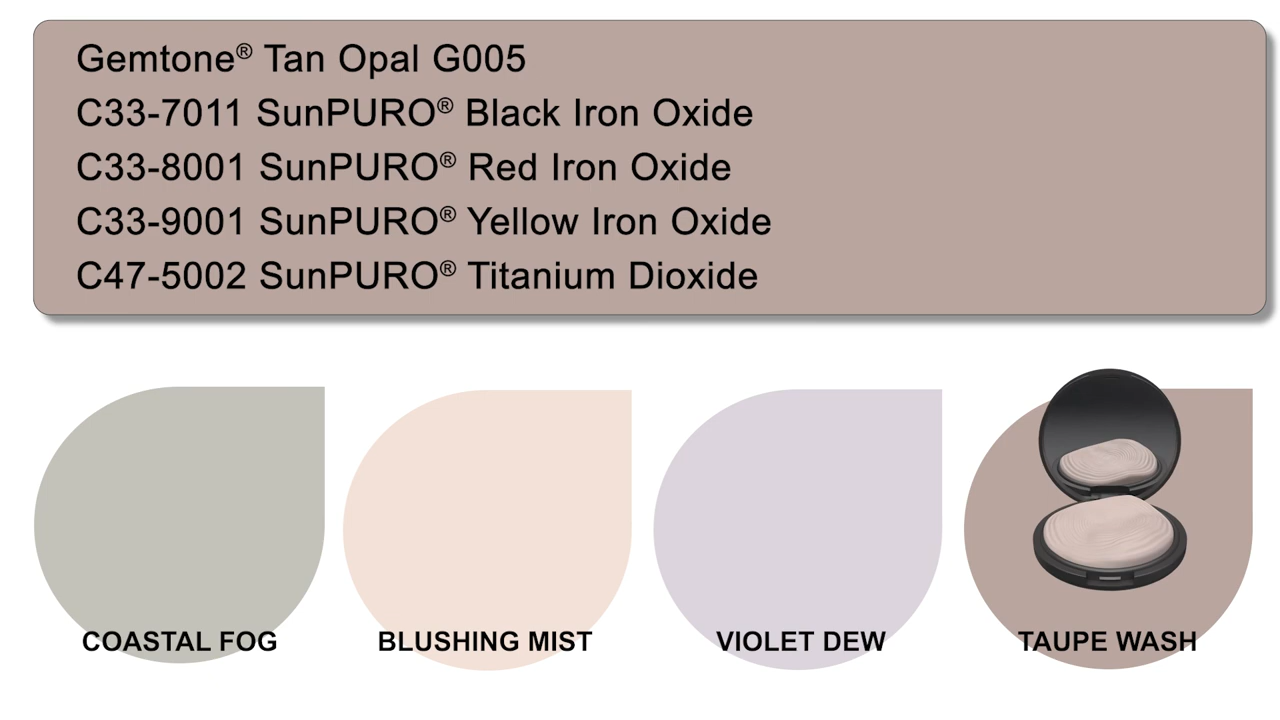 Gemtone® Tan Opal G005
C33-7011 SunPURO® Black Iron Oxide
C33-8001 SunPURO® Red Iron Oxide
C33-9001 SunPURO® Yellow Iron Oxide
C47-5002 SunPURO® Titanium Dioxide
COASTAL FOG
BLUSHING MIST
VIOLET DEW
TAUPE WASH